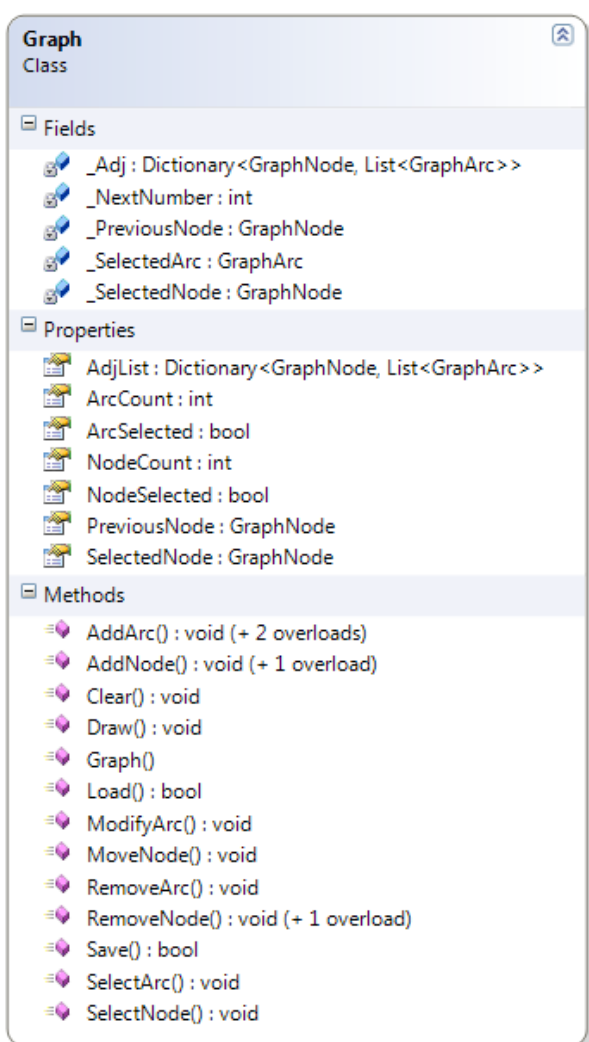 Graph
Class
Fields
_Adj : Dictionary<GraphNode, List<GraphArc>>
_NextNumber : int
_PreviousNode : GraphNode
_SelectedArc : GraphArc
_SelectedNode : GraphNode
Properties
AdjList : Dictionary<GraphNode, List<GraphArc>>
ArcCount : int
ArcSelected : bool
NodeCount : int
NodeSelected : bool
PreviousNode : GraphNode
SelectedNode : GraphNode
Methods
AddArc() : void (+ 2 overloads)
AddNode() : void (+ 1 overload)
Clear() : void
Draw() : void
Graph()
Load() : bool
ModifyArc() : void
MoveNode() : void
RemoveArc() : void
RemoveNode() : void (+ 1 overload)
Save() : bool
SelectArc() : void
SelectNode() : void